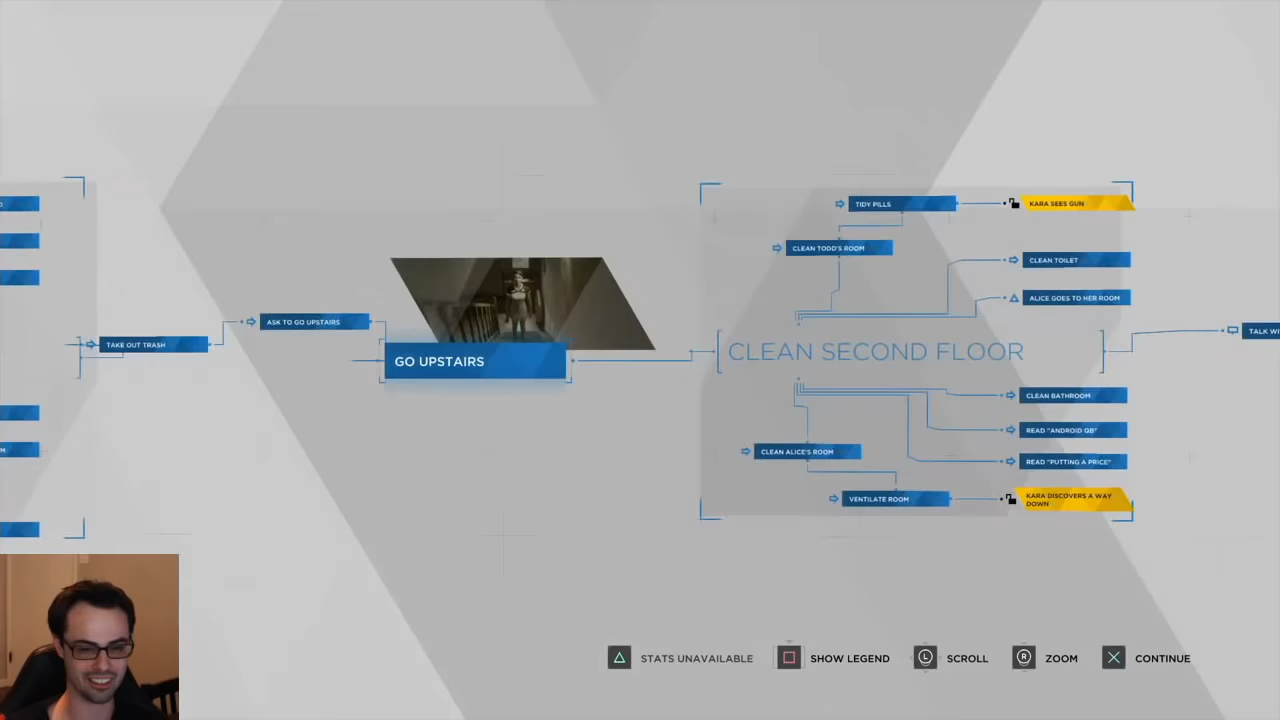 TIDY PILLS
KARA SEES GUN
CLEAN TODD'S ROOM
CLEAN TOILET
ALICE GOES TO HER ROOM
ASK TO GO UPSTAIRS
TAKE OUT TRASH
GO UPSTAIRS
CLEAN SECOND FLOOR
TALK WI
CLEAN BATHROOM
READ "ANDROID QB"
CLEAN ALICE'S ROOM
READ "PUTTING A PRICE"
VENTILATE ROOM
KARA DISCOVERS A WAY
DOWN
STATS UNAVAILABLE
SHOW LEGEND
L SCROLL
R ZOOM
CONTINUE